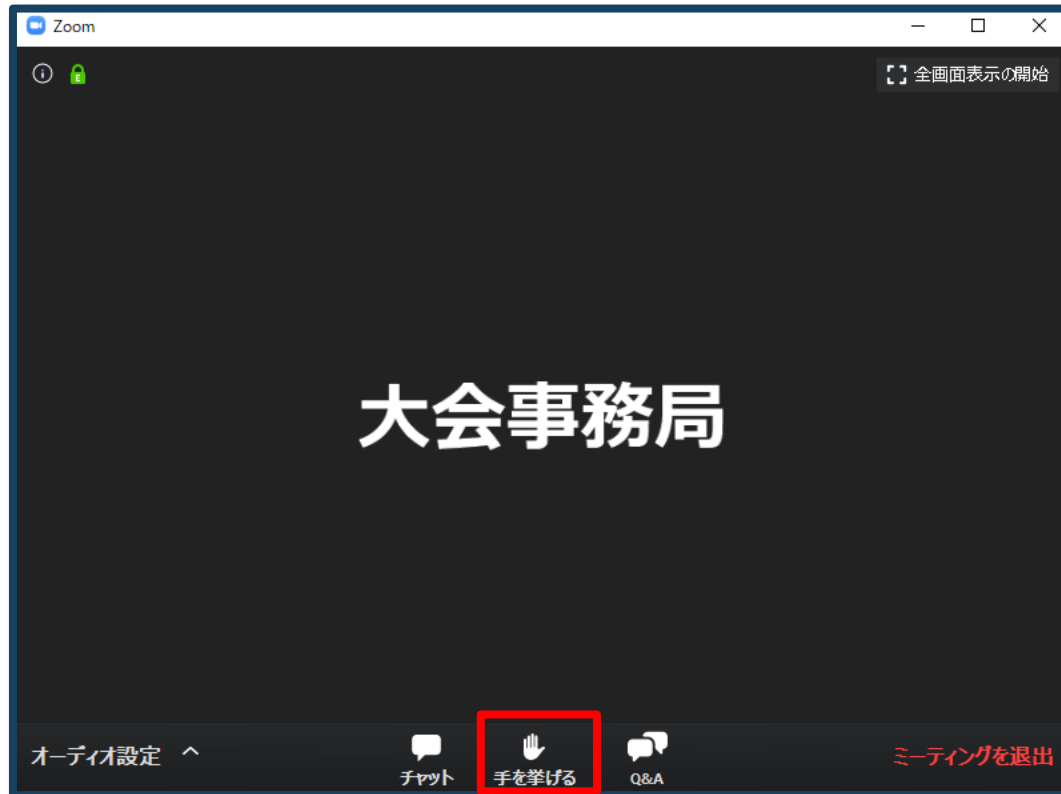 Zoom
全画面表示の開始
大会事務局
オーディオ設定
チャット
手を挙げる
Q&A
ミーティングを退出